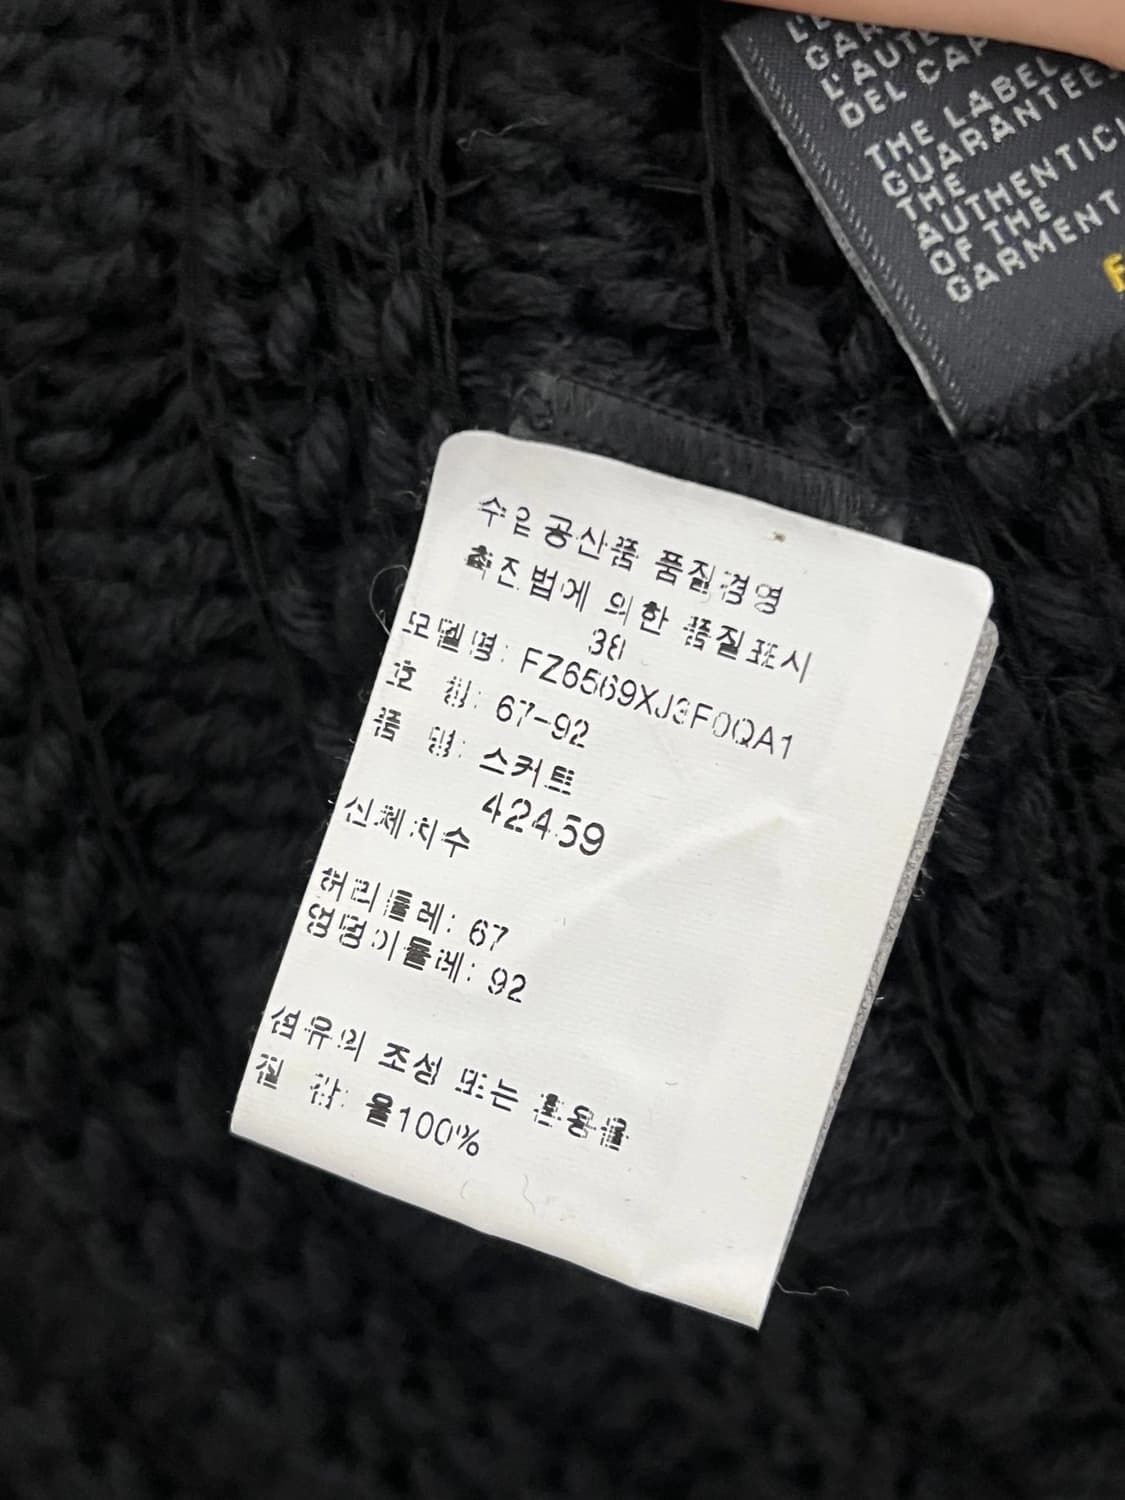 GAR
L'AUTE
DEL CAP
THE LABEL
GUARANTEE
THE
AUTHENTICI
OF THE
GARMENT
F
수입 공산품 품질경영
촉진법에 의한 품질표시
38
모델명: FZ6569XJ3F0QA1
호 칭: 67-92
품 명: 스커트
42459
신체치수
허리둘레: 67
엉덩이둘레: 92
섬유의 조성 또는 혼용률
겉 감: 울100%